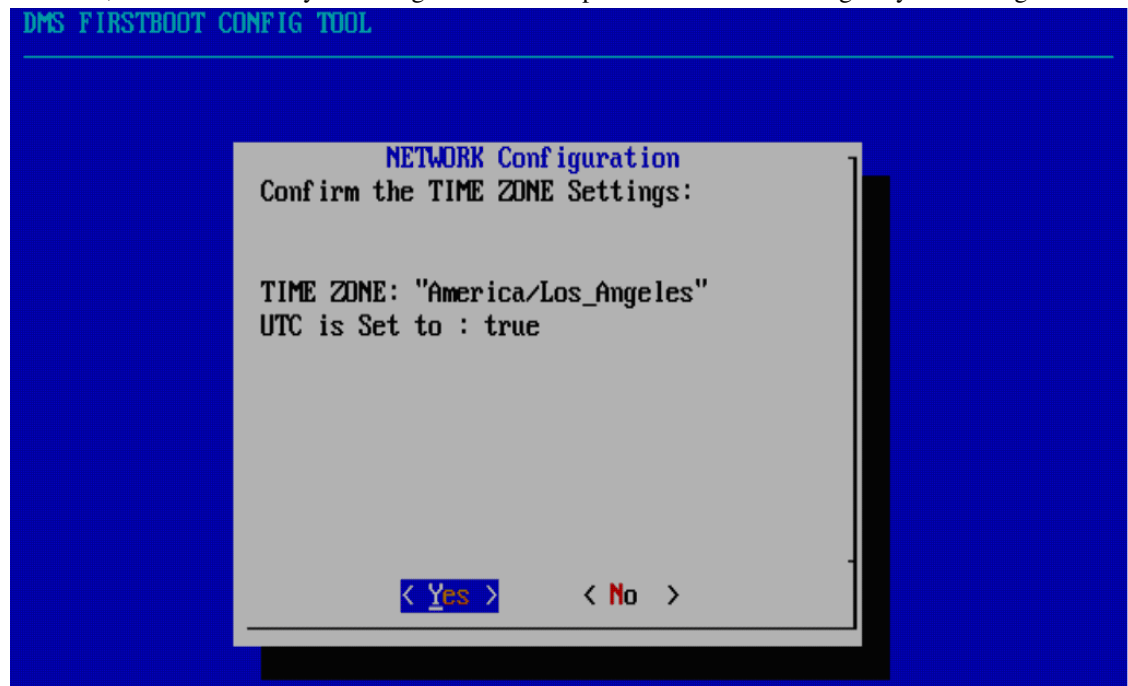 DMS FIRSTBOOT CONFIG TOOL
NETWORK Configuration
Confirm the TIME ZONE Settings:
TIME ZONE: "America/Los_Angeles"
UTC is Set to : true
< Yes > < No >